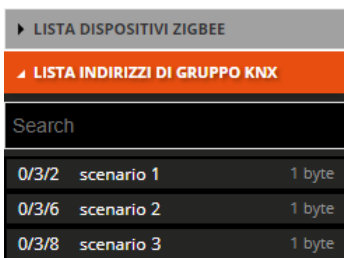 LISTA DISPOSITIVI ZIGBEE
LISTA INDIRIZZI DI GRUPPO KNX
Search
0/3/2 scenario 1 1 byte
0/3/6 scenario 2 1 byte
0/3/8 scenario 3 1 byte